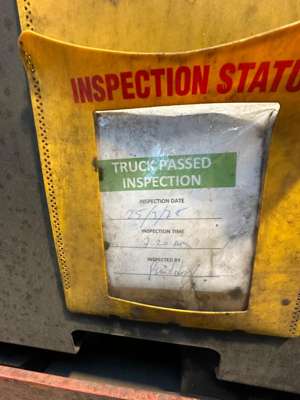 INSPECTION STATU
TRUCK PASSED
INSPECTION
INSPECTION DATE
INSPECTION TIME
INSPECTED BY